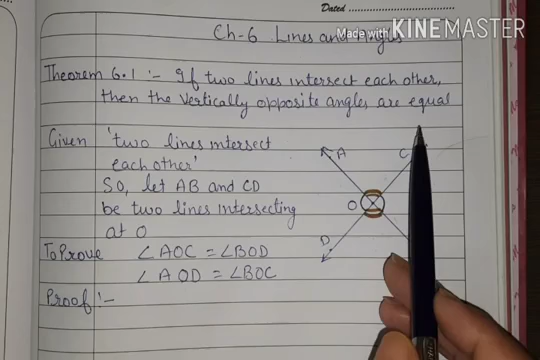 Dated
Made with KINEMASTER
Ch-6 Lines and Angles
Theorem 6.1 :- If two lines intersect each other,
then the vertically opposite angles are equal
Given 'two lines intersect
each other'
So, let AB and CD
be two lines intersecting
at O
To Prove ∠AOC = ∠BOD
∠AOD = ∠BOC
Proof :-
A
C
O
D